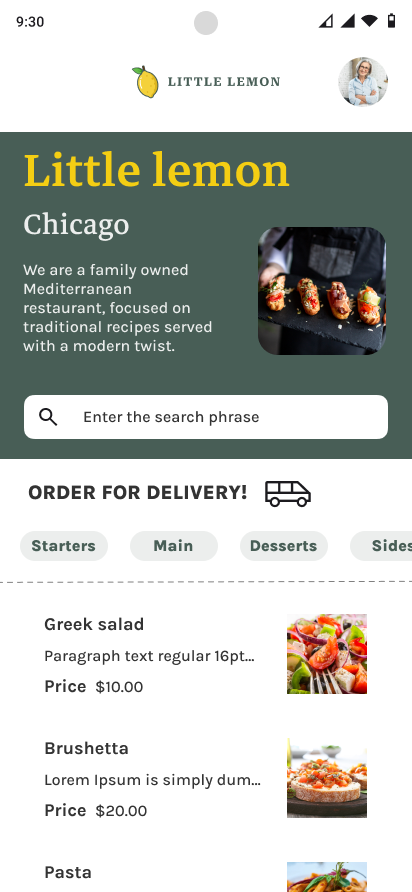 9:30
LITTLE LEMON
Little lemon
Chicago
We are a family owned
Mediterranean
restaurant, focused on
traditional recipes served
with a modern twist.
Enter the search phrase
ORDER FOR DELIVERY!
Starters Main Desserts Sides
Greek salad
Paragraph text regular 16pt...
Price $10.00
Brushetta
Lorem Ipsum is simply dum...
Price $20.00
Pasta